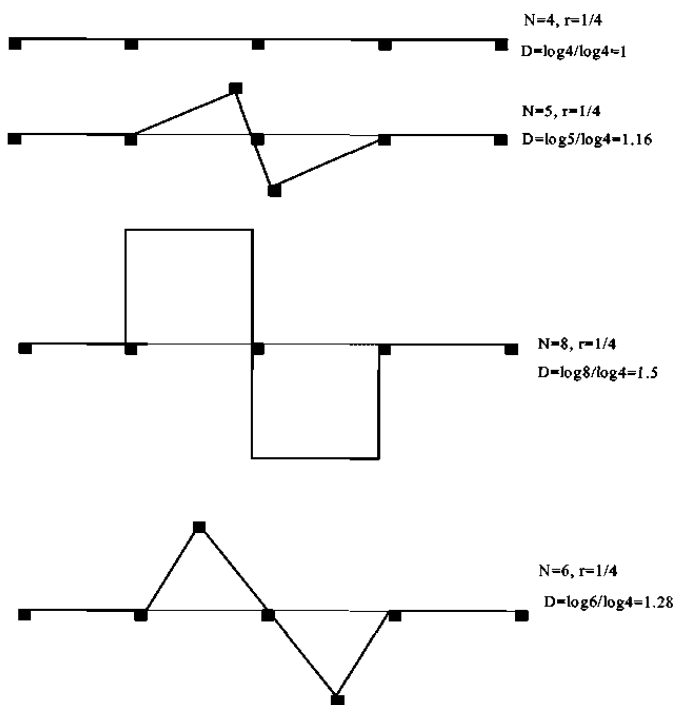 N=4, r=1/4
D=log4/log4=1
N=5, r=1/4
D=log5/log4=1.16
N=8, r=1/4
D=log8/log4=1.5
N=6, r=1/4
D=log6/log4=1.28